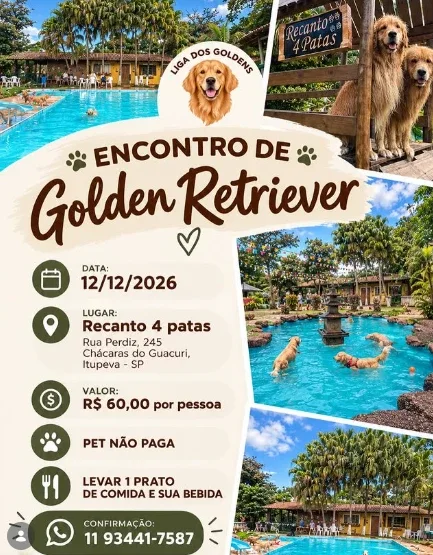 LIGA DOS GOLDENS
Recanto
4 Patas
ENCONTRO DE
Golden Retriever
DATA:
12/12/2026
LUGAR:
Recanto 4 patas
Rua Perdiz, 245
Chácaras do Guacuri,
Itupeva - SP
VALOR:
R$ 60,00 por pessoa
PET NÃO PAGA
LEVAR 1 PRATO
DE COMIDA E SUA BEBIDA
CONFIRMAÇÃO:
11 93441-7587